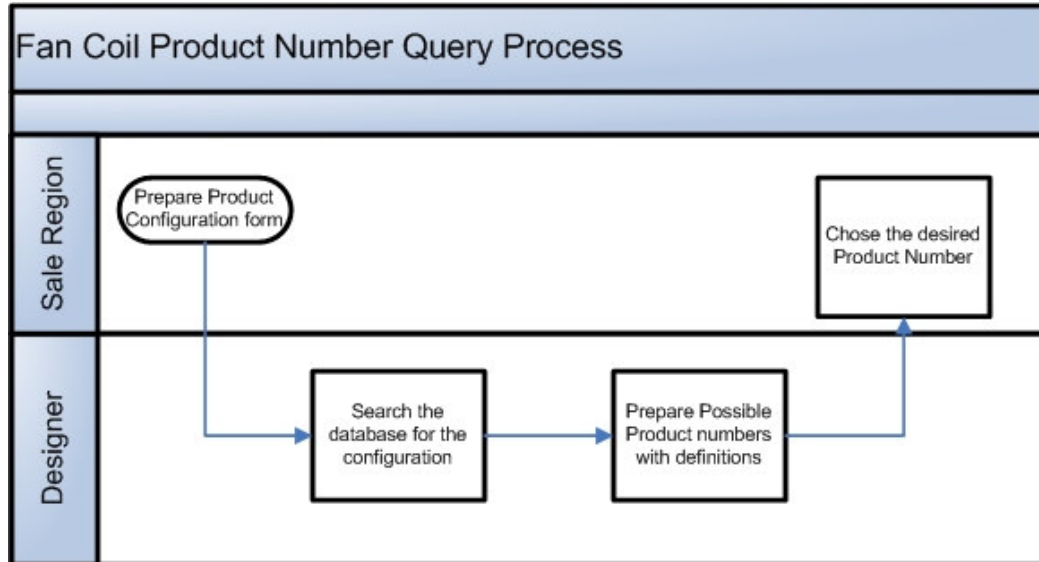 Fan Coil Product Number Query Process
Sale Region
Prepare Product
Configuration form
Chose the desired
Product Number
Designer
Search the
database for the
configuration
Prepare Possible
Product numbers
with definitions